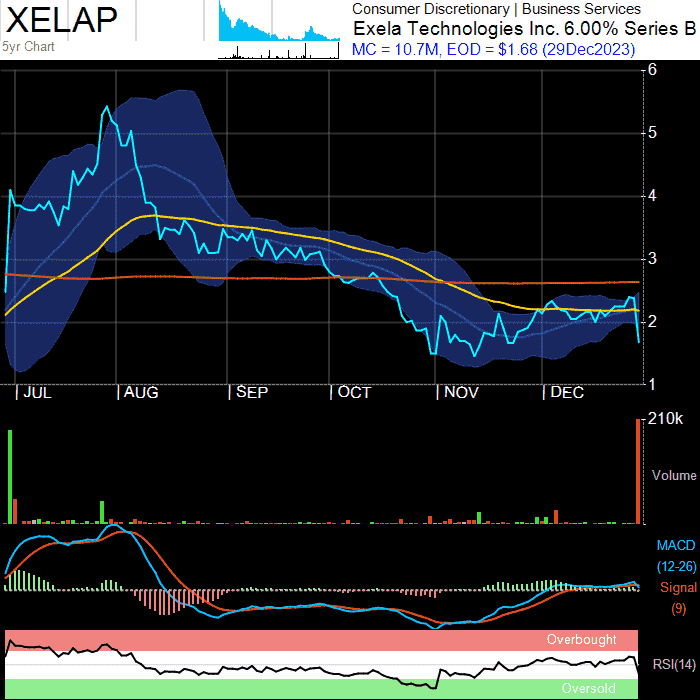 XELAP
5yr Chart
Consumer Discretionary | Business Services
Exela Technologies Inc. 6.00% Series B
MC = 10.7M, EOD = $1.68 (29Dec2023)
6
5
4
3
2
1
JUL AUG SEP OCT NOV DEC
210k
Volume
MACD
(12-26)
Signal
(9)
Overbought
RSI(14)
Oversold